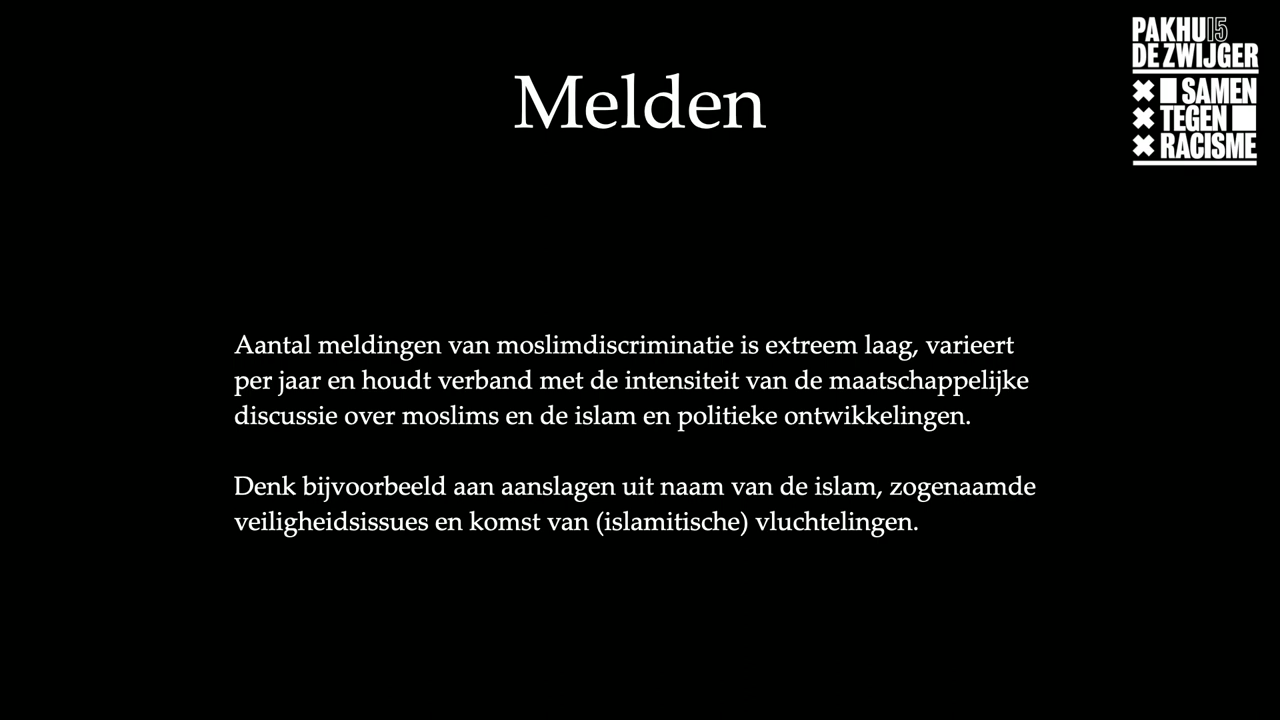 Melden
PAKHU15
DE ZWIJGER
SAMEN
TEGEN
RACISME
Aantal meldingen van moslimdiscriminatie is extreem laag, varieert
per jaar en houdt verband met de intensiteit van de maatschappelijke
discussie over moslims en de islam en politieke ontwikkelingen.
Denk bijvoorbeeld aan aanslagen uit naam van de islam, zogenaamde
veiligheidsissues en komst van (islamitische) vluchtelingen.